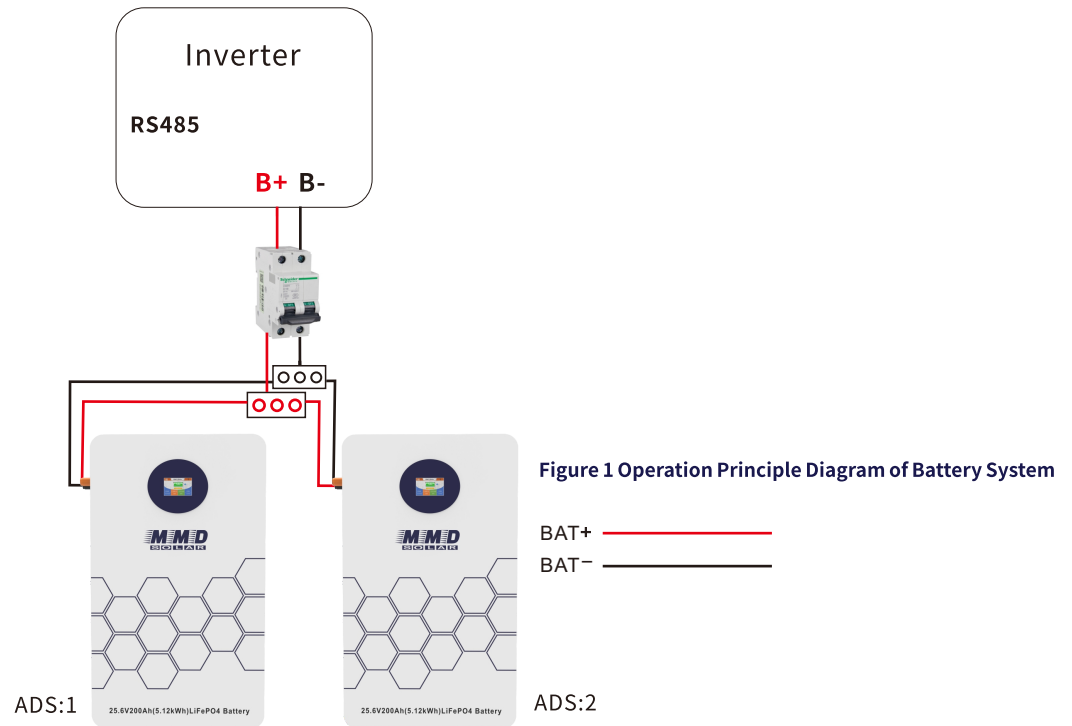 Inverter
RS485
B+ B-
Figure 1 Operation Principle Diagram of Battery System
BAT+
BAT−
MMD
SOLAR
MMD
SOLAR
25.6V200Ah(5.12kWh)LiFePO4 Battery
25.6V200Ah(5.12kWh)LiFePO4 Battery
ADS:1
ADS:2